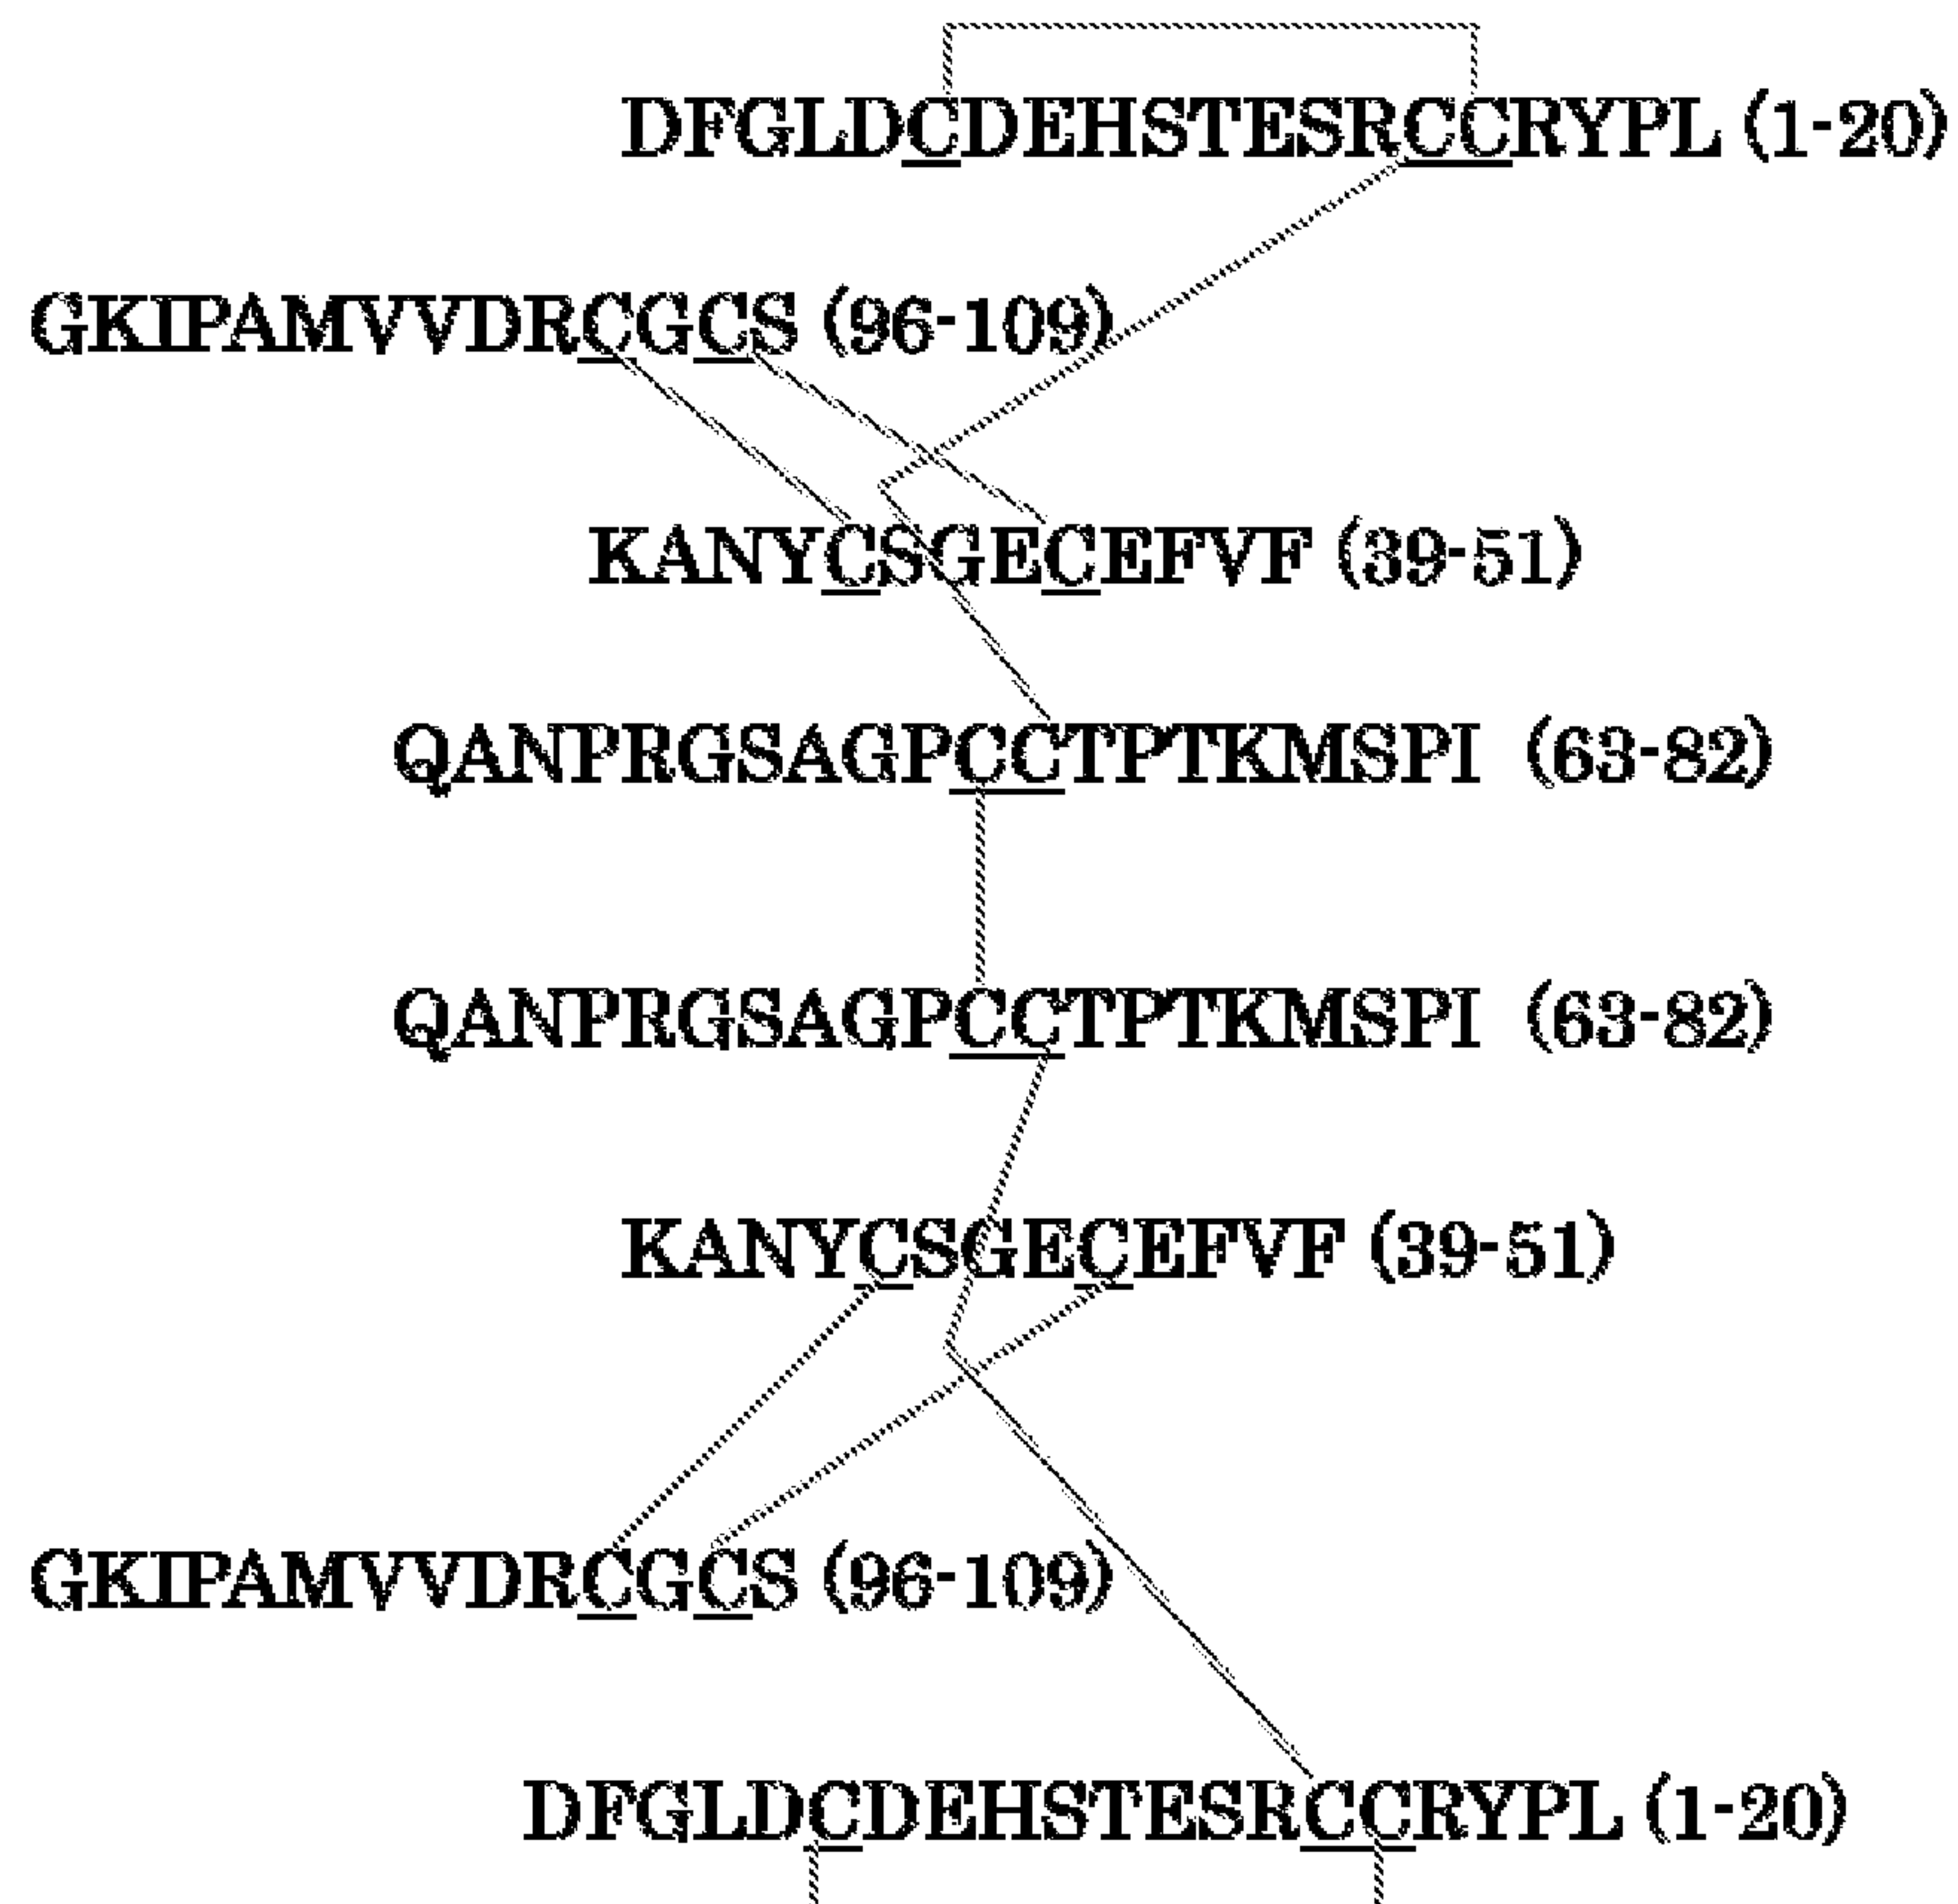 DFGLDCDEHSTESRCCRYPL (1-20)
GKIPAMVVDRCGCS (96-109)
KANYCSGECEFVF (39-51)
QANPRGSAGPCCTPTKMSPI (63-82)
QANPRGSAGPCCTPTKMSPI (63-82)
KANYCSGECEFVF (39-51)
GKIPAMVVDRCGCS (96-109)
DFGLDCDEHSTESRCCRYPL (1-20)